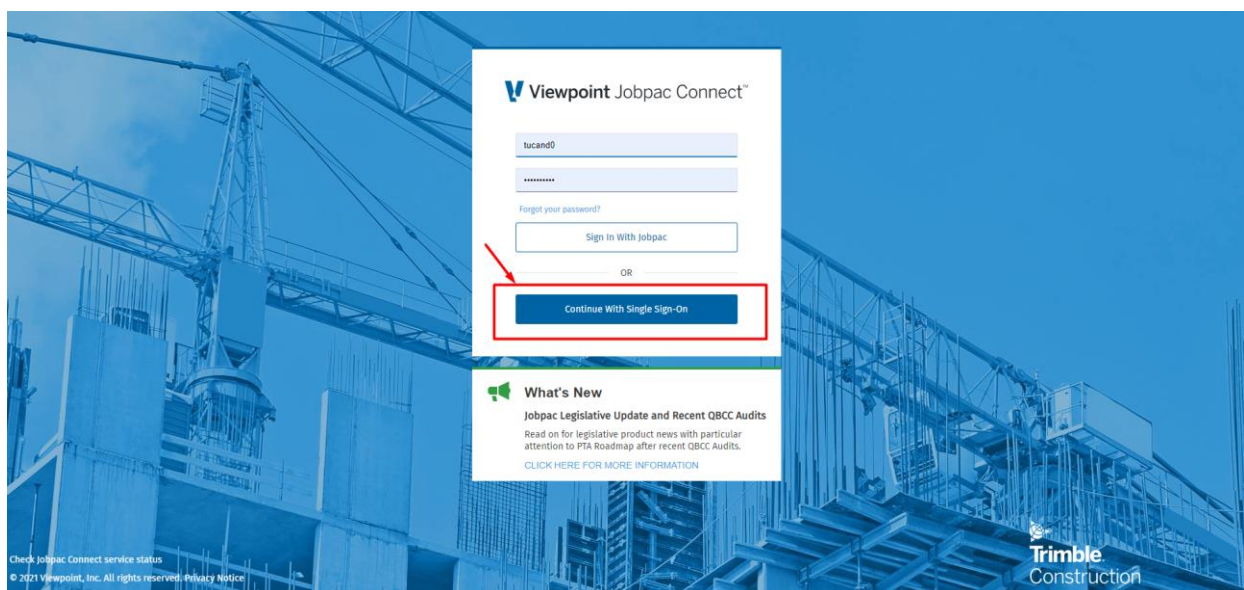 Viewpoint Jobpac Connect™
tucand0
••••••••••
Forgot your password?
Sign In With Jobpac
OR
Continue With Single Sign-On
What's New
Jobpac Legislative Update and Recent QBCC Audits
Read on for legislative product news with particular
attention to PTA Roadmap after recent QBCC Audits.
CLICK HERE FOR MORE INFORMATION
Check Jobpac Connect service status
© 2021 Viewpoint, Inc. All rights reserved. Privacy Notice
Trimble.
Construction